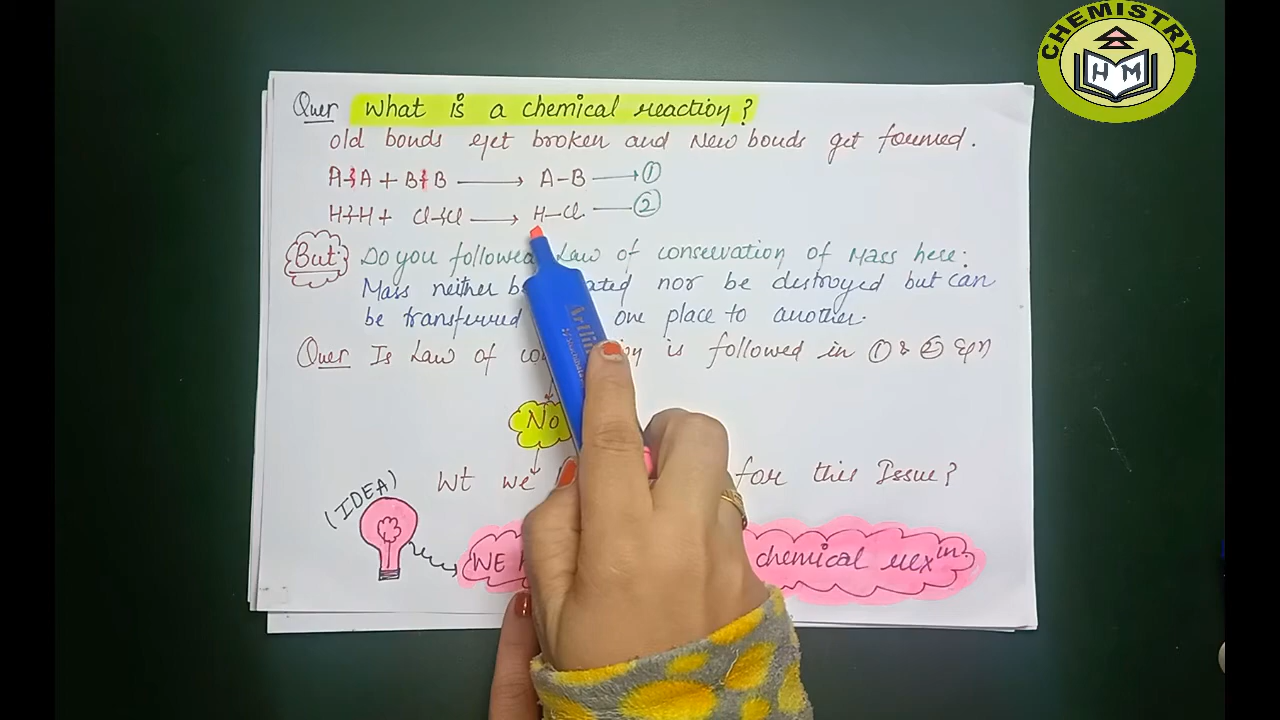 CHEMISTRY
H M
Ques What is a chemical reaction?
old bonds get broken and New bonds get formed.
A-A + B-B → A-B → ①
H-H + Cl-Cl → H-Cl — ②
But: Do you followed Law of conservation of Mass here:
Mass neither be ated nor be destroyed but can
be transferred one place to another.
Ques Is Law of is followed in ① & ② Eqn
No
Wt we for this Issue?
(IDEA)
WE chemical rexⁿ.